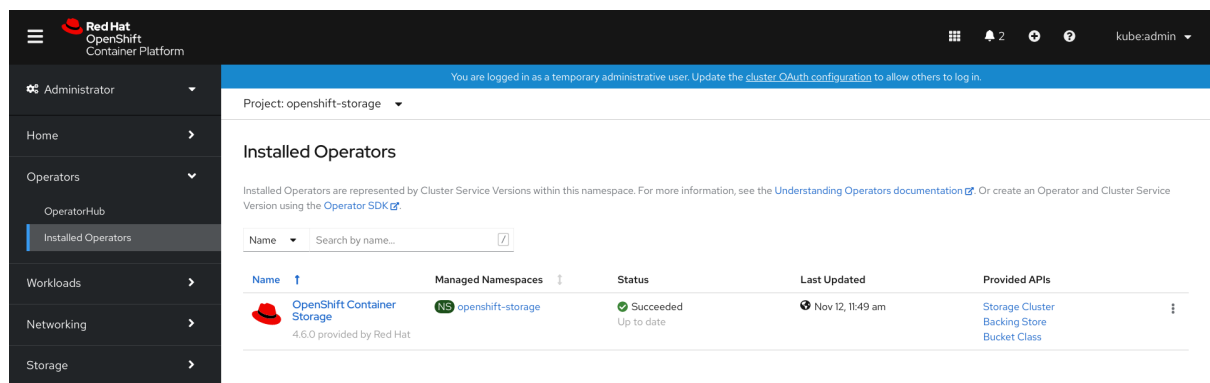 Red Hat
OpenShift
Container Platform
2
kube:admin
Administrator
You are logged in as a temporary administrative user. Update the cluster OAuth configuration to allow others to log in.
Project: openshift-storage
Home
Installed Operators
Operators
Installed Operators are represented by Cluster Service Versions within this namespace. For more information, see the Understanding Operators documentation. Or create an Operator and Cluster Service
Version using the Operator SDK.
OperatorHub
Installed Operators
Name Search by name... /
Workloads
Name Managed Namespaces Status Last Updated Provided APIs
OpenShift Container
Storage
4.6.0 provided by Red Hat
NS openshift-storage
Succeeded
Up to date
Nov 12, 11:49 am
Storage Cluster
Backing Store
Bucket Class
Networking
Storage